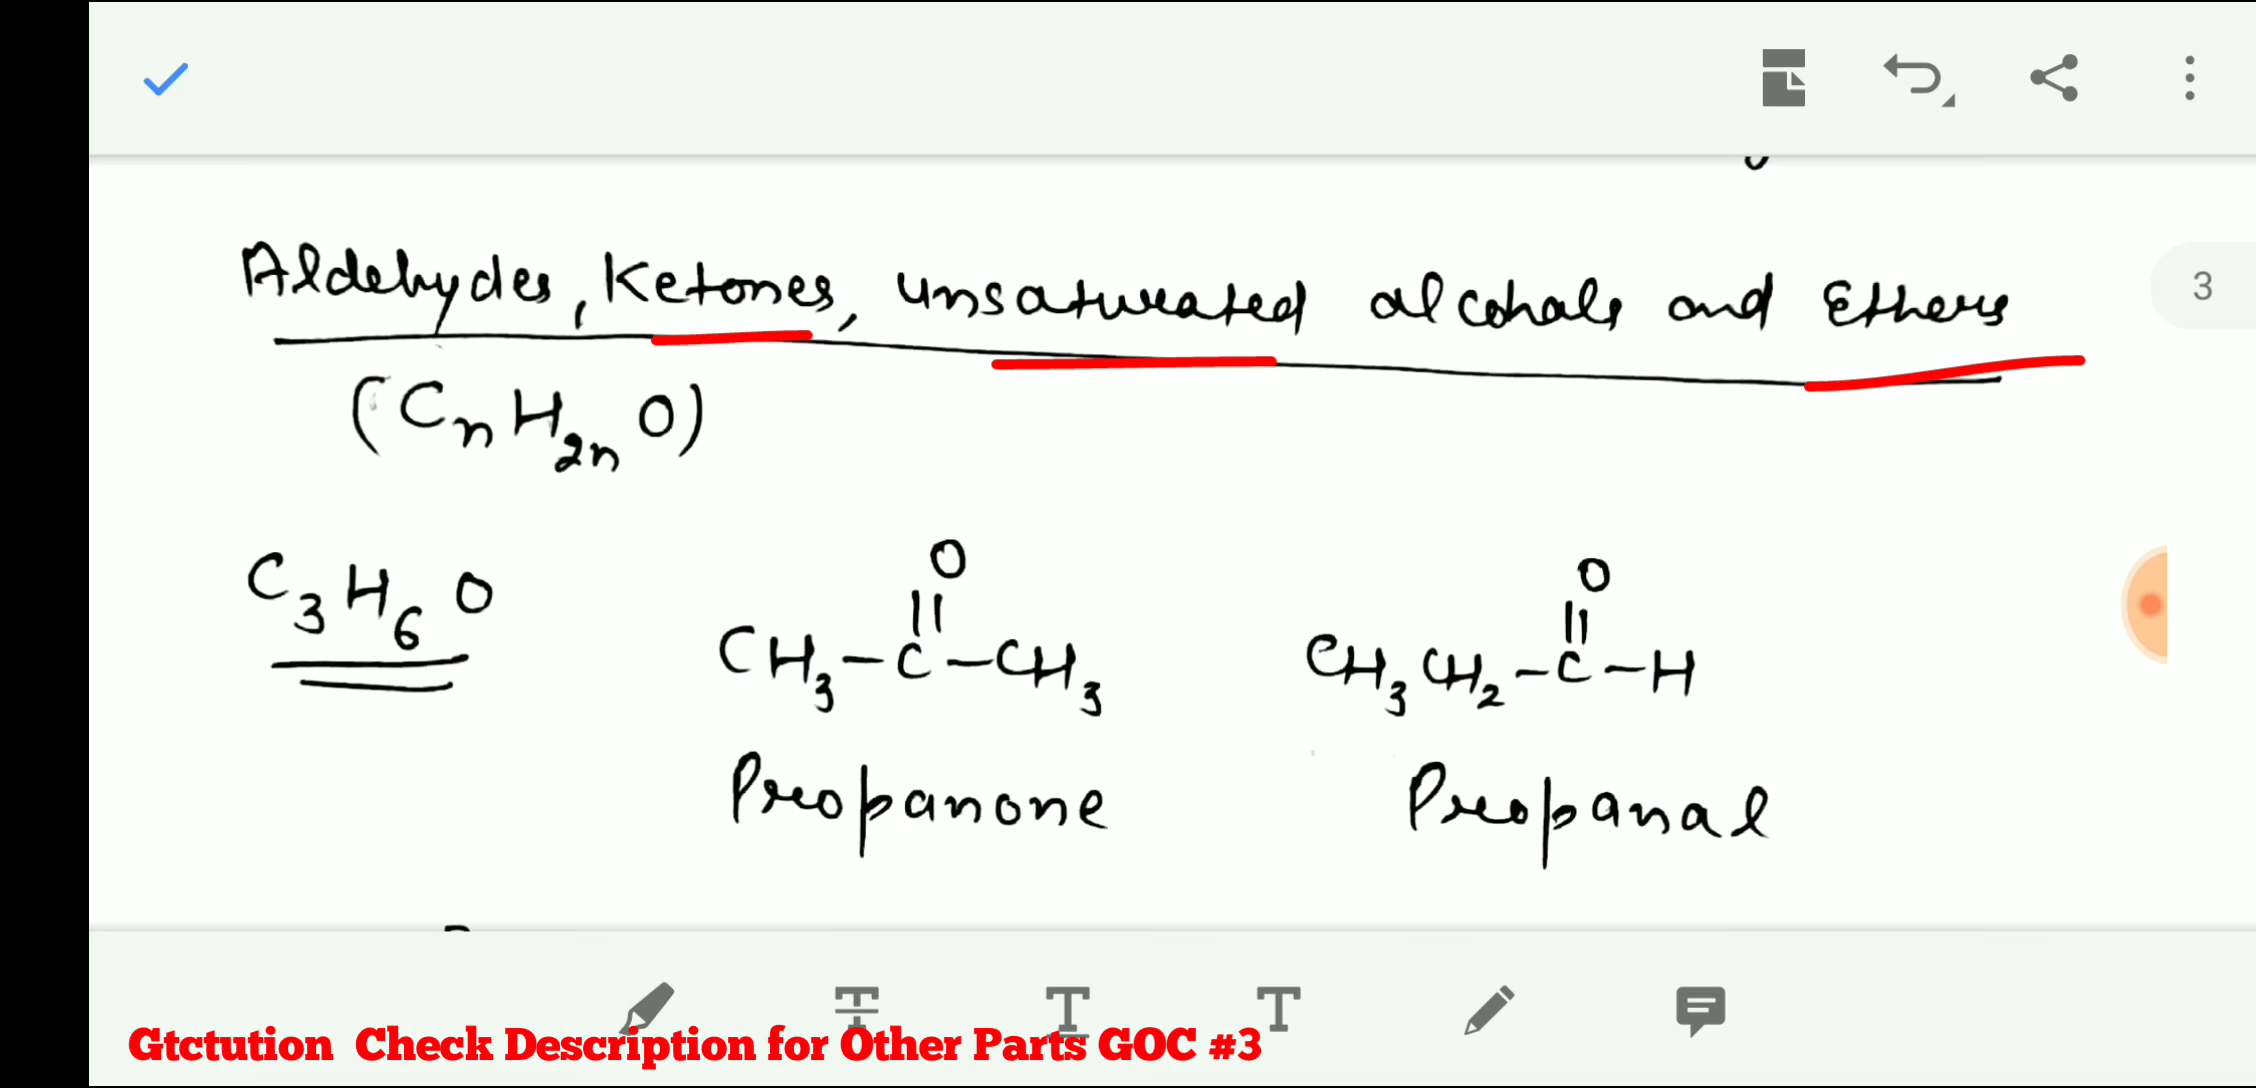 Aldehydes, Ketones, unsaturated alcohals and Ethers
3
(CnH2nO)
C3H6O
O
||
CH3-C-CH3
O
||
CH3CH2-C-H
Propanone
Propanal
T T T
Gtctution Check Description for Other Parts GOC #3